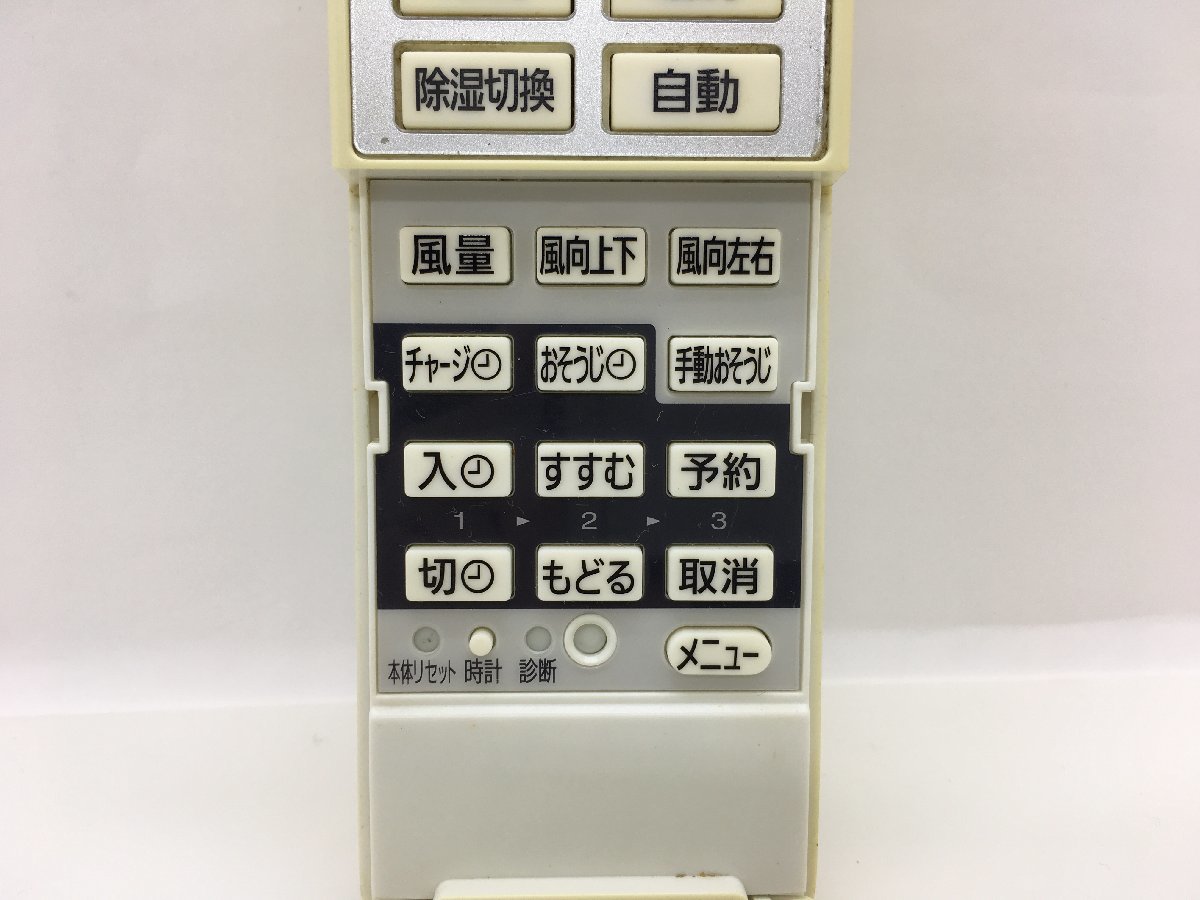 除湿切換 自動
風量 風向上下 風向左右
チャージ おそうじ 手動おそうじ
入 すすむ 予約
1 ► 2 ► 3
切 もどる 取消
本体リセット 時計 診断 メニュー